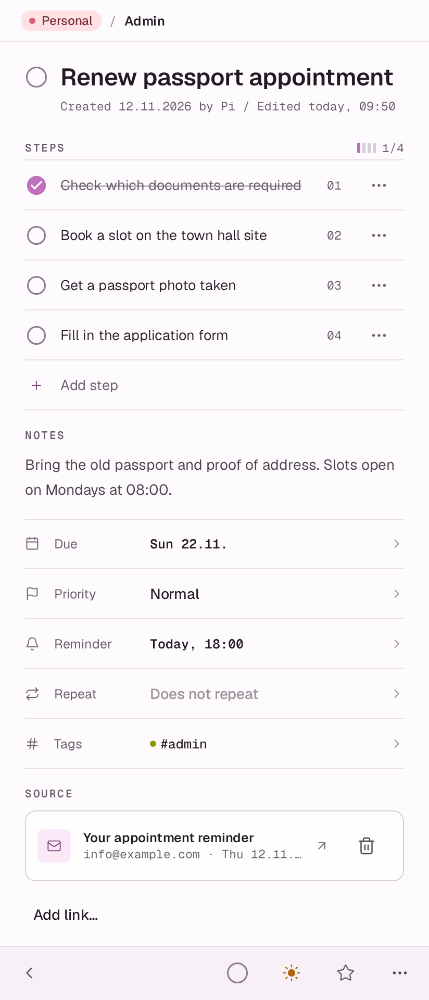 Personal / Admin
Renew passport appointment
Created 12.11.2026 by Pi / Edited today, 09:50
STEPS 1/4
Check which documents are required 01
Book a slot on the town hall site 02
Get a passport photo taken 03
Fill in the application form 04
Add step
NOTES
Bring the old passport and proof of address. Slots open
on Mondays at 08:00.
Due Sun 22.11.
Priority Normal
Reminder Today, 18:00
Repeat Does not repeat
Tags #admin
SOURCE
Your appointment reminder
info@example.com · Thu 12.11.…
Add link…